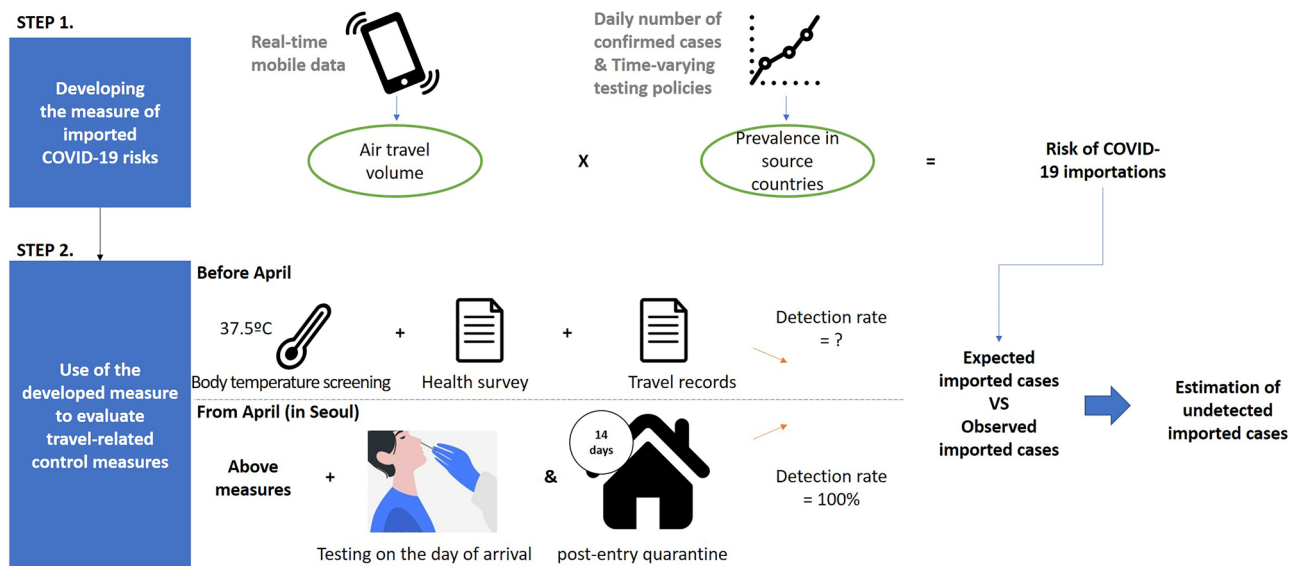 STEP 1.
Developing
the measure of
imported
COVID-19 risks
Real-time
mobile data
Daily number of
confirmed cases
& Time-varying
testing policies
Air travel
volume
X
Prevalence in
source
countries
=
Risk of COVID-
19 importations
STEP 2.
Use of the
developed measure
to evaluate
travel-related
control measures
Before April
37.5ºC
Body temperature screening
+
Health survey
+
Travel records
Detection rate
= ?
From April (in Seoul)
Above
measures
+
Testing on the day of arrival
&
14
days
post-entry quarantine
Detection rate
= 100%
Expected
imported cases
VS
Observed
imported cases
Estimation of
undetected
imported cases